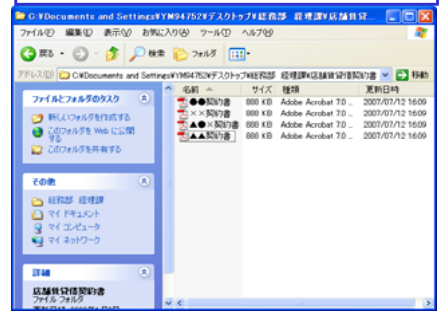 C:¥Documents and Settings¥YM94752¥デスクトップ¥総務部 経理課¥店舗賃貸...
ファイル(F) 編集(E) 表示(V) お気に入り(A) ツール(T) ヘルプ(H)
戻る 検索 フォルダ
アドレス(D) C:¥Documents and Settings¥YM94752¥デスクトップ¥総務部 経理課¥店舗賃貸借契約書 移動
ファイルとフォルダのタスク
新しいフォルダを作成する
このフォルダを Web に公開する
このフォルダを共有する
その他
総務部 経理課
マイ ドキュメント
マイ コンピュータ
マイ ネットワーク
詳細
店舗賃貸借契約書
ファイル フォルダ
名前 サイズ 種類 更新日時
●●契約書 888 KB Adobe Acrobat 7.0 ... 2007/07/12 16:09
××契約書 888 KB Adobe Acrobat 7.0 ... 2007/07/12 16:09
▲●×契約書 888 KB Adobe Acrobat 7.0 ... 2007/07/12 16:09
▲▲契約書 888 KB Adobe Acrobat 7.0 ... 2007/07/12 16:09